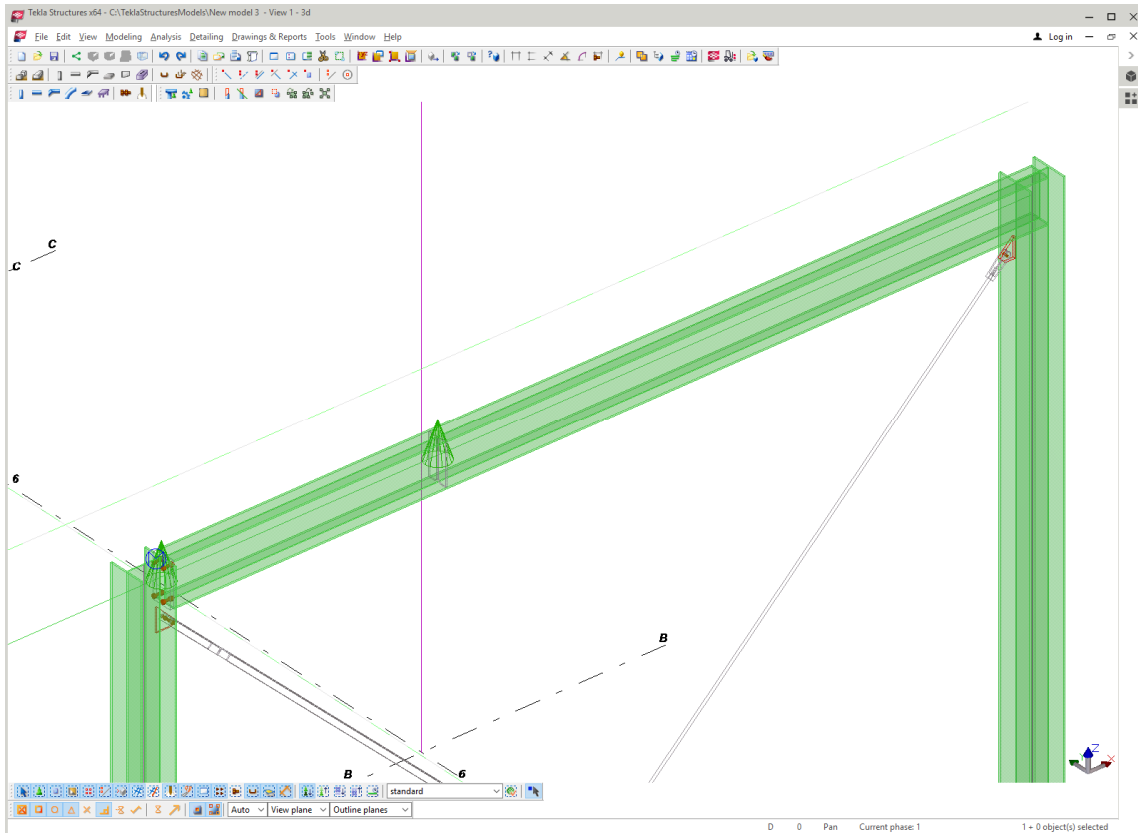 Tekla Structures x64 - C:\TeklaStructuresModels\New model 3 - View 1 - 3d
File Edit View Modeling Analysis Detailing Drawings & Reports Tools Window Help
Log in
C
C
6
B
B
6
Z
X
standard
Auto
View plane
Outline planes
D 0 Pan Current phase: 1 1 + 0 object(s) selected